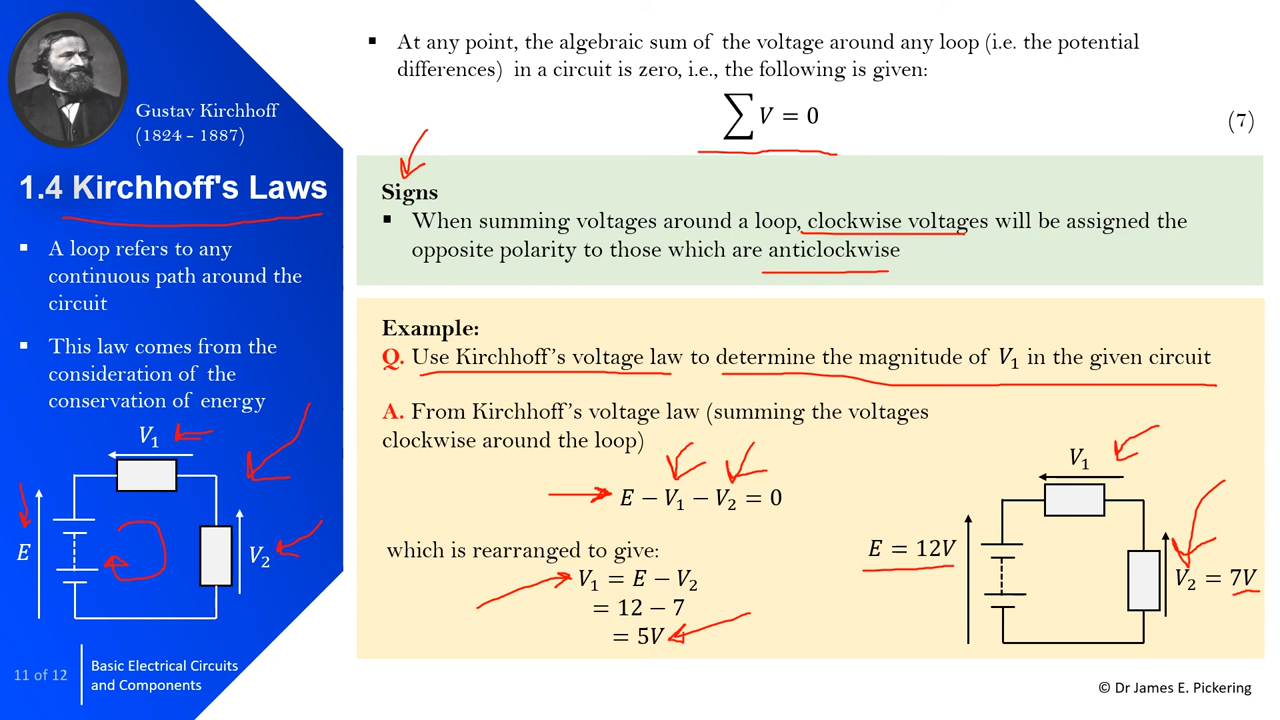 Gustav Kirchhoff
(1824 – 1887)
1.4 Kirchhoff's Laws
▪ A loop refers to any
continuous path around the
circuit
▪ This law comes from the
consideration of the
conservation of energy
V₁
E
V₂
11 of 12
Basic Electrical Circuits
and Components
▪ At any point, the algebraic sum of the voltage around any loop (i.e. the potential
differences) in a circuit is zero, i.e., the following is given:
∑ V = 0
(7)
Signs
▪ When summing voltages around a loop, clockwise voltages will be assigned the
opposite polarity to those which are anticlockwise
Example:
Q. Use Kirchhoff's voltage law to determine the magnitude of V₁ in the given circuit
A. From Kirchhoff's voltage law (summing the voltages
clockwise around the loop)
E − V₁ − V₂ = 0
which is rearranged to give:
V₁ = E − V₂
= 12 − 7
= 5V
V₁
E = 12V
V₂ = 7V
© Dr James E. Pickering